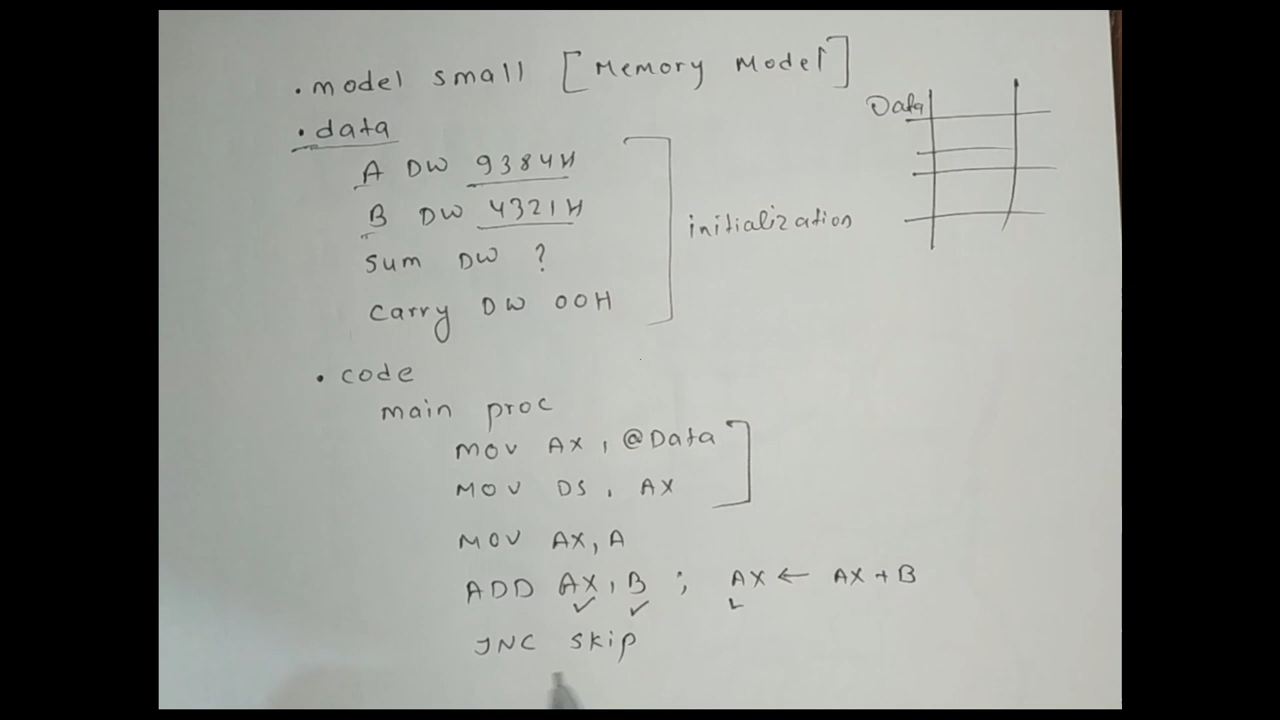 .model small [Memory Model]
Data
.data
A DW 9384H
B DW 4321H
initialization
Sum DW ?
Carry DW 00H
.code
main proc
MOV AX, @Data
MOV DS, AX
MOV AX, A
ADD AX, B ; AX ← AX + B
JNC Skip